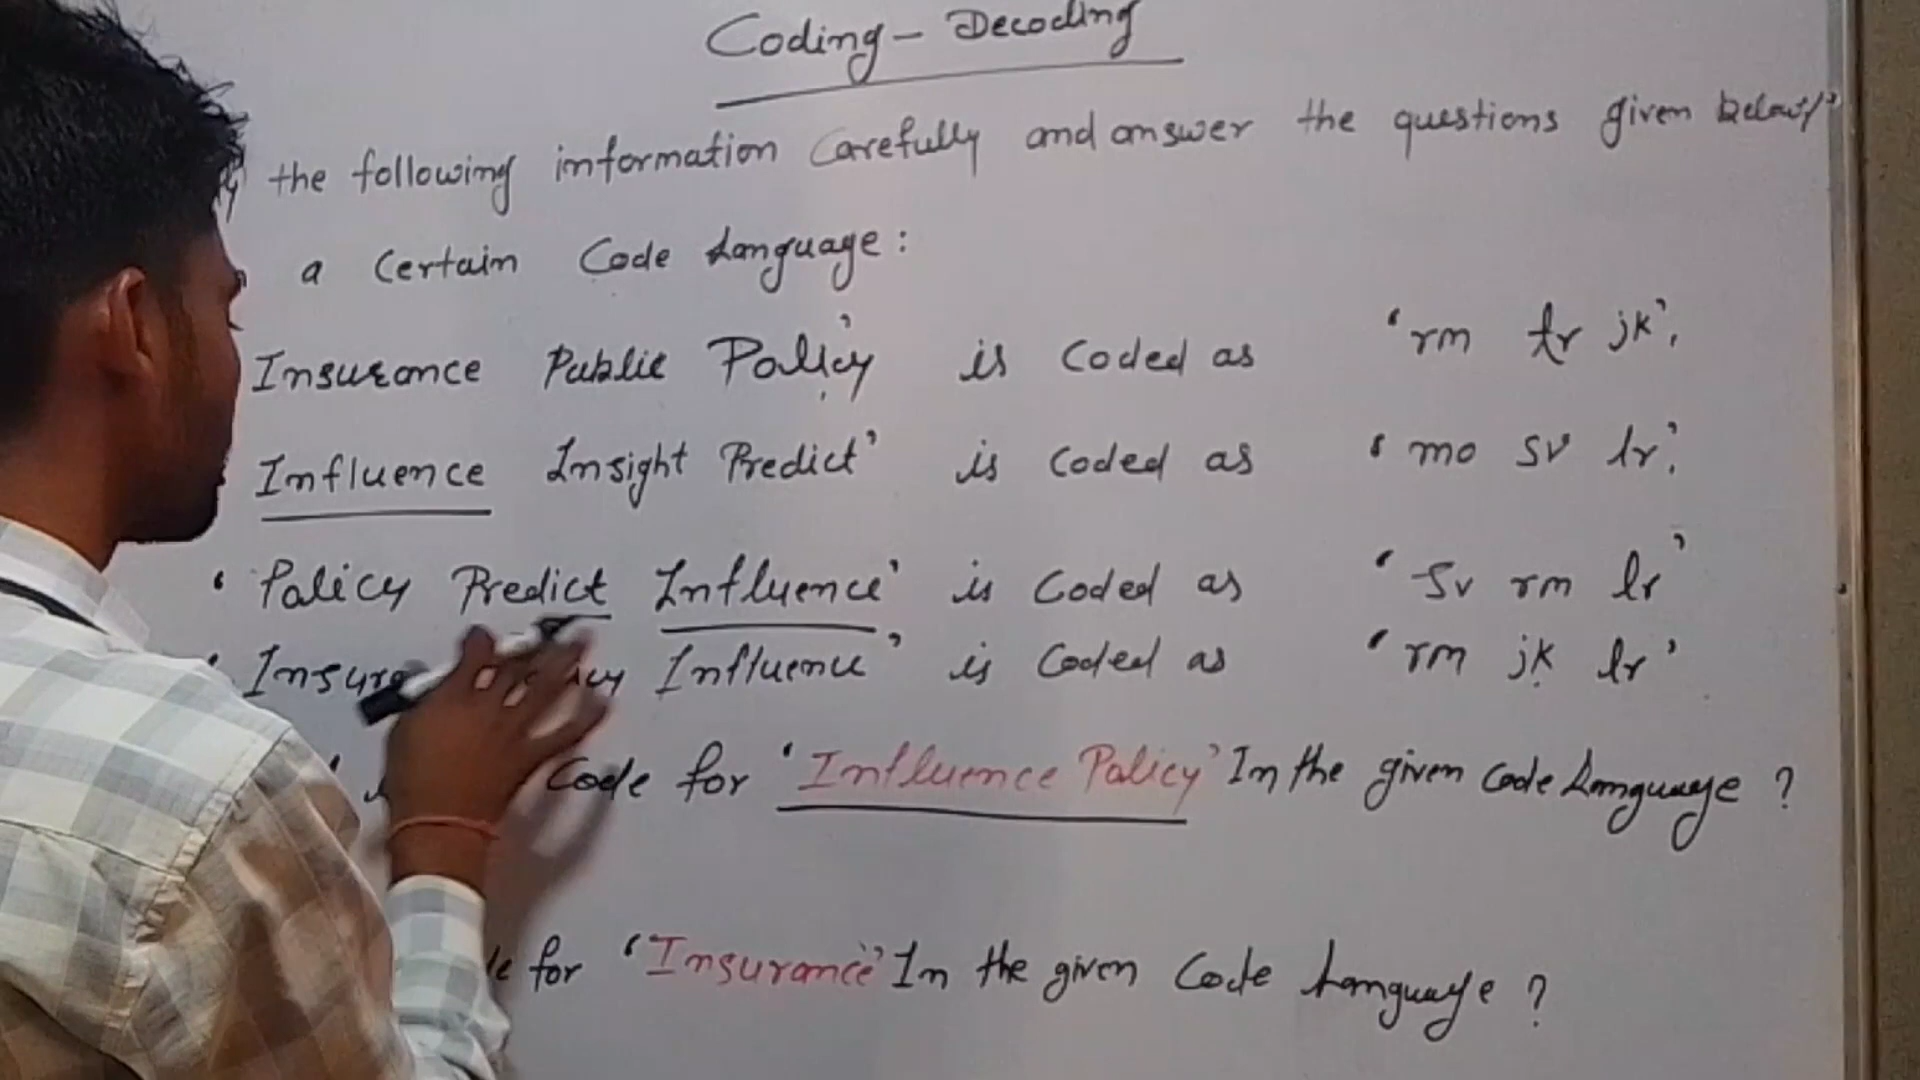 Coding - Decoding
the following information Carefully and answer the questions given below:
a Certain Code Language:
Insurance Public Policy' is Coded as 'rm tr jk',
Influence Insight Predict' is Coded as 'mo sv lr',
'Policy Predict Influence' is Coded as 'Sv rm lr'
Influence' is Coded as 'rm jk lr'
Code for 'Influence Policy' In the given Code Language ?
for 'Insurance' In the given Code Language ?